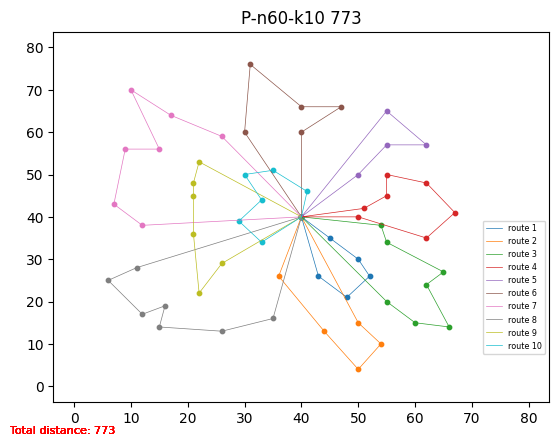 P-n60-k10 773
80
70
60
50
40
30
20
10
0
0 10 20 30 40 50 60 70 80
route 1
route 2
route 3
route 4
route 5
route 6
route 7
route 8
route 9
route 10
Total distance: 773